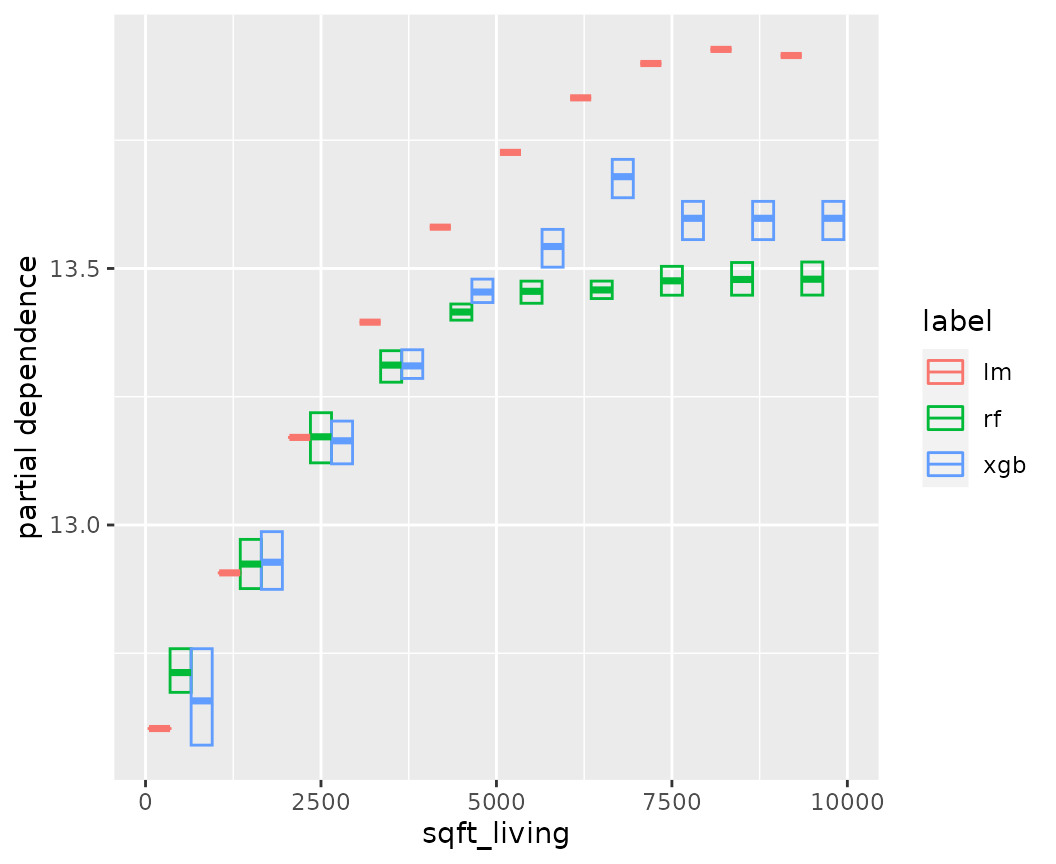 partial dependence
13.5
13.0
0
2500
5000
7500
10000
sqft_living
label
lm
rf
xgb